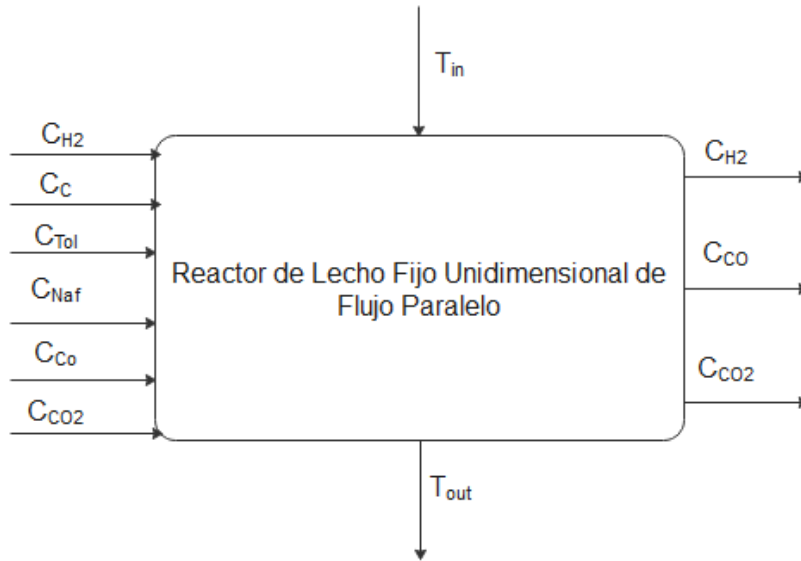 T_in
C_H2
C_C
C_Tol
C_Naf
C_Co
C_CO2
Reactor de Lecho Fijo Unidimensional de
Flujo Paralelo
C_H2
C_CO
C_CO2
T_out